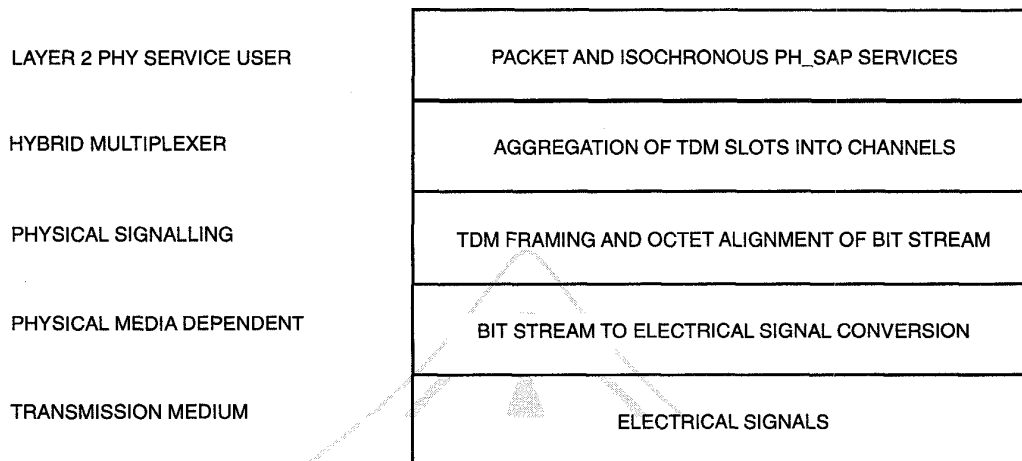 LAYER 2 PHY SERVICE USER
PACKET AND ISOCHRONOUS PH_SAP SERVICES
HYBRID MULTIPLEXER
AGGREGATION OF TDM SLOTS INTO CHANNELS
PHYSICAL SIGNALLING
TDM FRAMING AND OCTET ALIGNMENT OF BIT STREAM
PHYSICAL MEDIA DEPENDENT
BIT STREAM TO ELECTRICAL SIGNAL CONVERSION
TRANSMISSION MEDIUM
ELECTRICAL SIGNALS